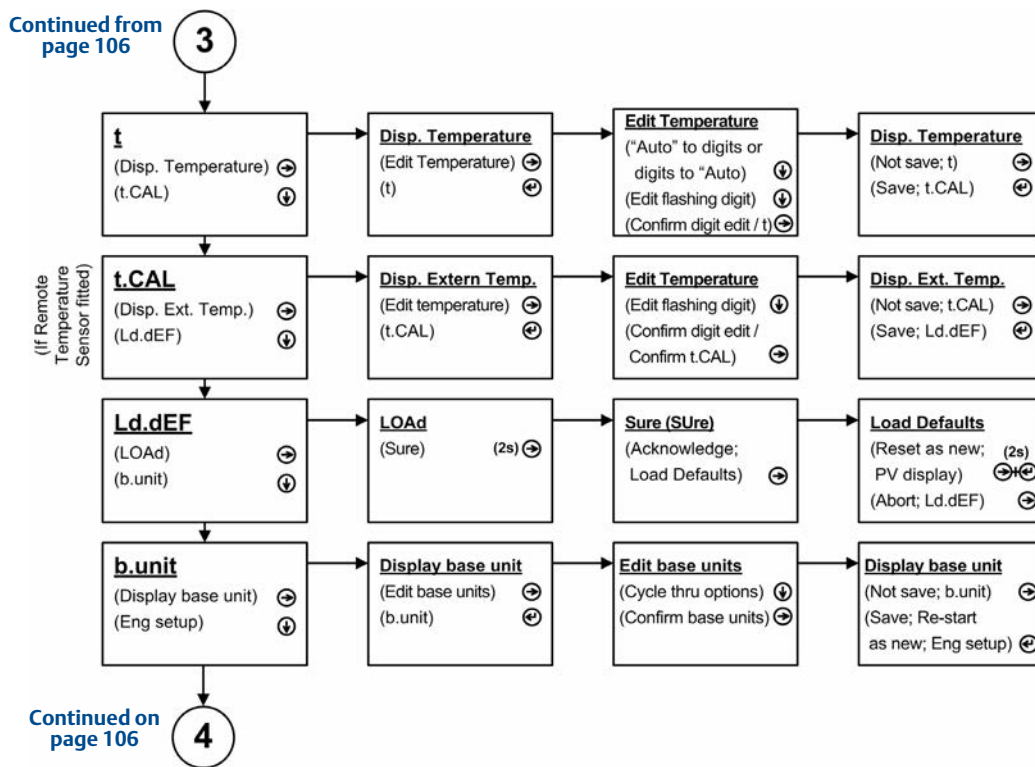 Continued from
page 106
3
t
(Disp. Temperature)
(t.CAL)
Disp. Temperature
(Edit Temperature)
(t)
Edit Temperature
("Auto" to digits or
digits to "Auto)
(Edit flashing digit)
(Confirm digit edit / t)
Disp. Temperature
(Not save; t)
(Save; t.CAL)
(If Remote
Temperature
Sensor fitted)
t.CAL
(Disp. Ext. Temp.)
(Ld.dEF)
Disp. Extern Temp.
(Edit temperature)
(t.CAL)
Edit Temperature
(Edit flashing digit)
(Confirm digit edit /
Confirm t.CAL)
Disp. Ext. Temp.
(Not save; t.CAL)
(Save; Ld.dEF)
Ld.dEF
(LOAd)
(b.unit)
LOAd
(Sure) (2s)
Sure (SUre)
(Acknowledge;
Load Defaults)
Load Defaults
(Reset as new; (2s)
PV display) +
(Abort; Ld.dEF)
b.unit
(Display base unit)
(Eng setup)
Display base unit
(Edit base units)
(b.unit)
Edit base units
(Cycle thru options)
(Confirm base units)
Display base unit
(Not save; b.unit)
(Save; Re-start
as new; Eng setup)
Continued on
page 106
4